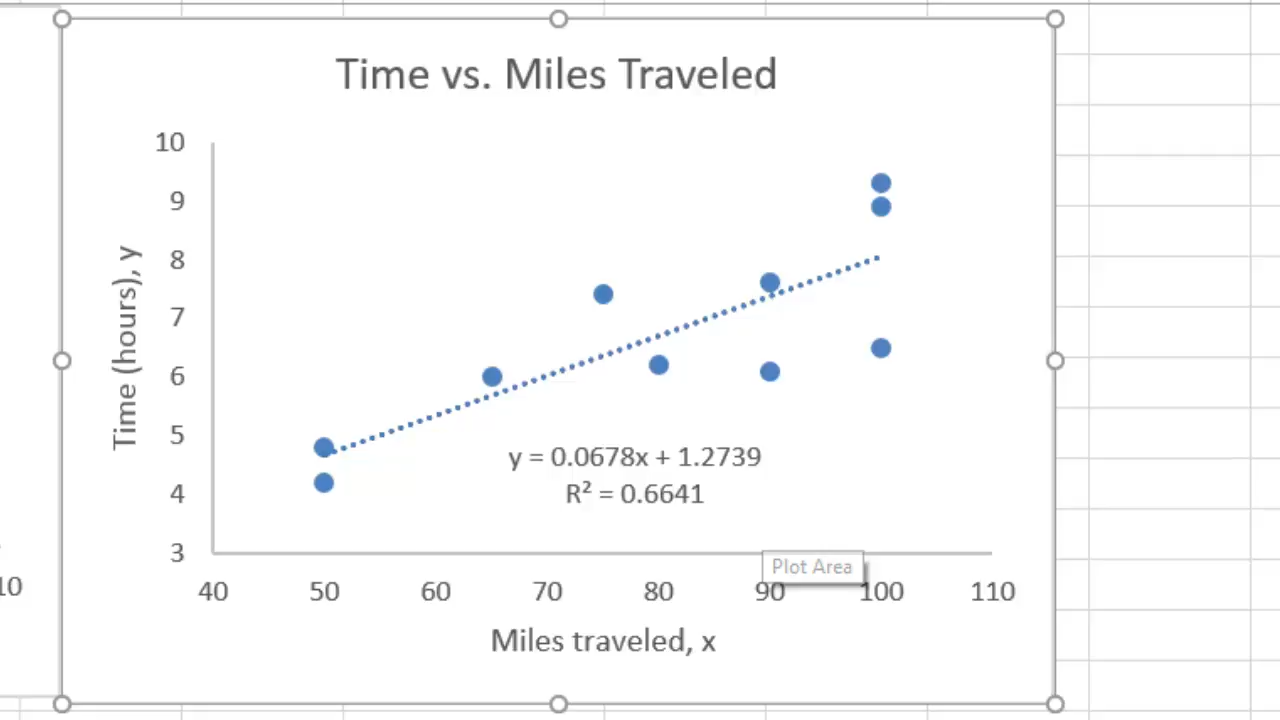 Time vs. Miles Traveled
10
9
8
7
6
5
4
3
Time (hours), y
y = 0.0678x + 1.2739
R² = 0.6641
Plot Area
40 50 60 70 80 90 100 110
Miles traveled, x
10